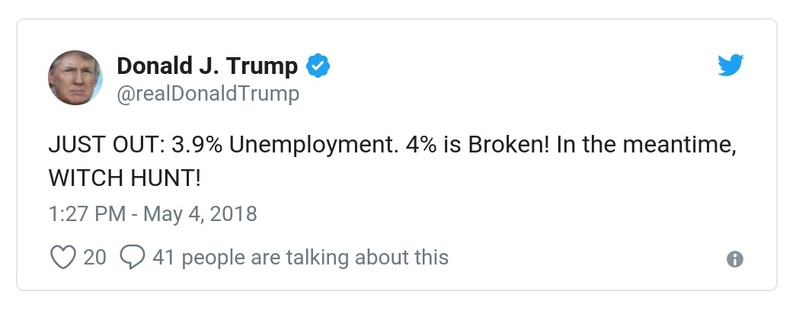 Donald J. Trump
@realDonaldTrump
JUST OUT: 3.9% Unemployment. 4% is Broken! In the meantime,
WITCH HUNT!
1:27 PM - May 4, 2018
20 41 people are talking about this